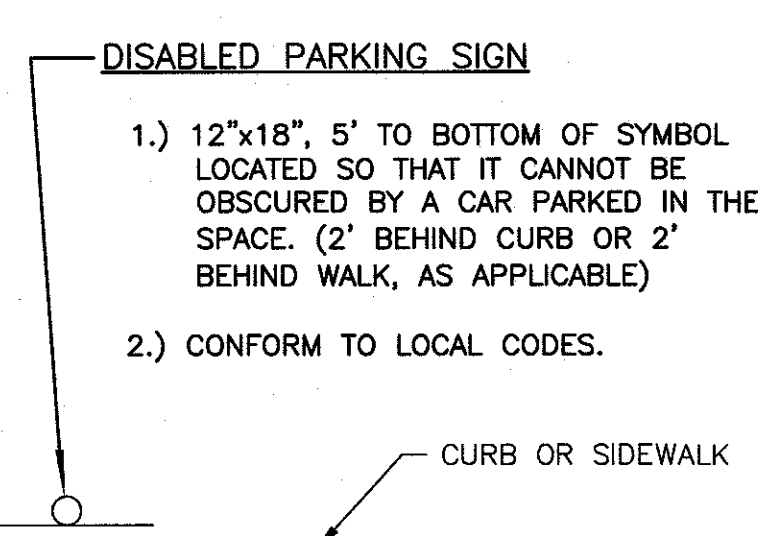 DISABLED PARKING SIGN
1.) 12"x18", 5' TO BOTTOM OF SYMBOL
LOCATED SO THAT IT CANNOT BE
OBSCURED BY A CAR PARKED IN THE
SPACE. (2' BEHIND CURB OR 2'
BEHIND WALK, AS APPLICABLE)
2.) CONFORM TO LOCAL CODES.
CURB OR SIDEWALK